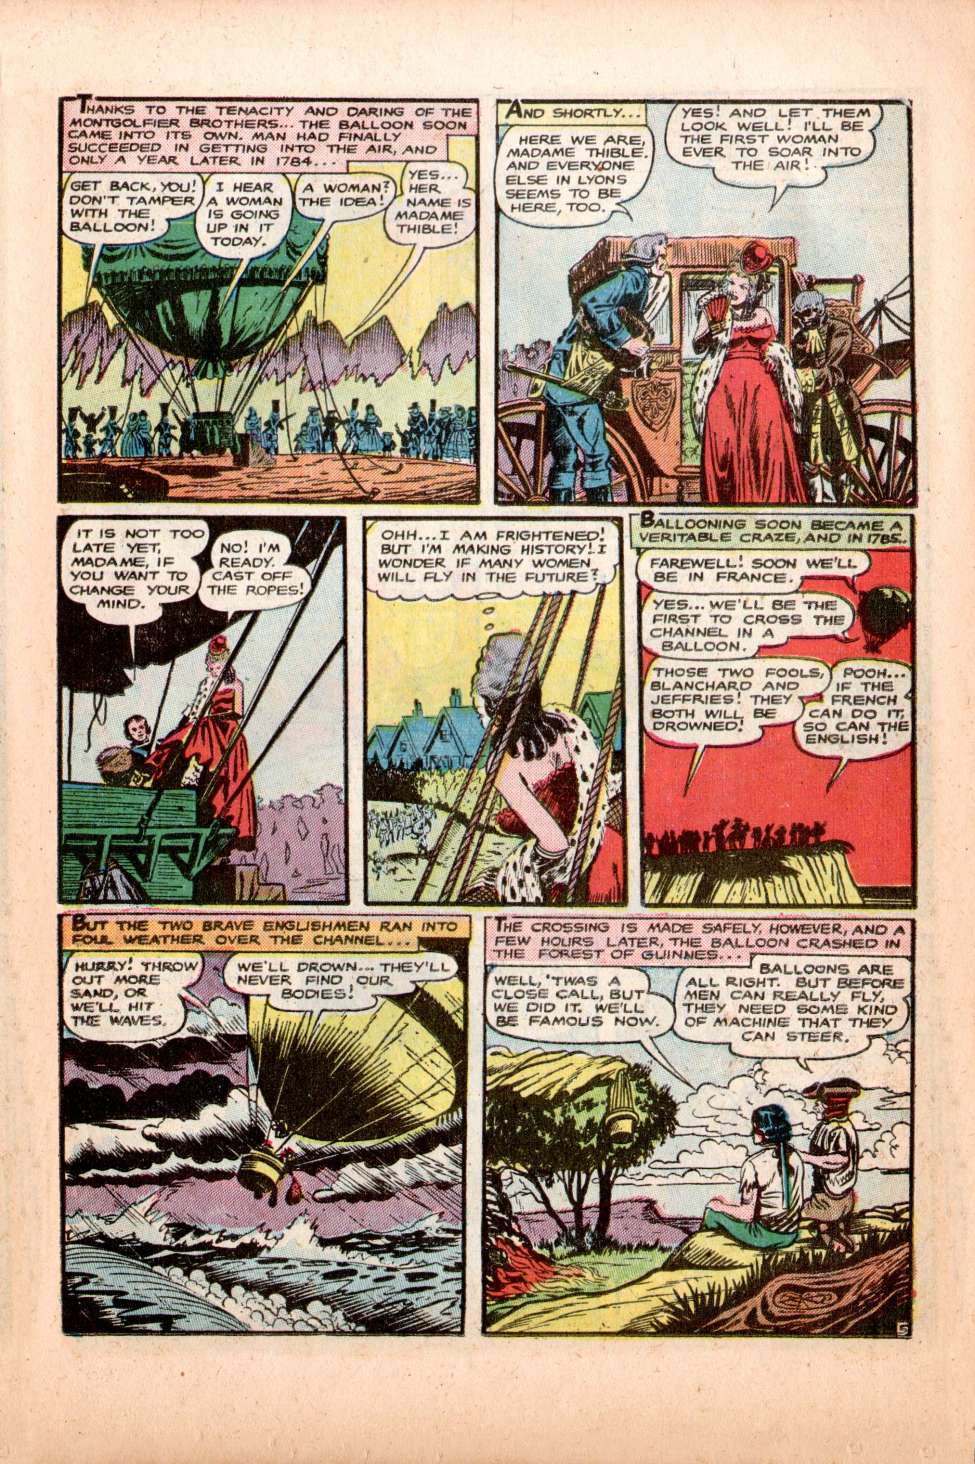 THANKS TO THE TENACITY AND DARING OF THE
MONTGOLFIER BROTHERS... THE BALLOON SOON
CAME INTO ITS OWN. MAN HAD FINALLY
SUCCEEDED IN GETTING INTO THE AIR, AND
ONLY A YEAR LATER IN 1784...
GET BACK, YOU!
DON'T TAMPER
WITH THE
BALLOON!
I HEAR
A WOMAN
IS GOING
UP IN IT
TODAY.
A WOMAN?
THE IDEA!
YES...
HER
NAME IS
MADAME
THIBLE!
AND SHORTLY...
HERE WE ARE,
MADAME THIBLE.
AND EVERYONE
ELSE IN LYONS
SEEMS TO BE
HERE, TOO.
YES! AND LET THEM
LOOK WELL! I'LL BE
THE FIRST WOMAN
EVER TO SOAR INTO
THE AIR!
IT IS NOT TOO
LATE YET,
MADAME, IF
YOU WANT TO
CHANGE YOUR
MIND.
NO! I'M
READY.
CAST OFF
THE ROPES!
OHH...I AM FRIGHTENED!
BUT I'M MAKING HISTORY! I
WONDER IF MANY WOMEN
WILL FLY IN THE FUTURE?
BALLOONING SOON BECAME A
VERITABLE CRAZE, AND IN 1785..
FAREWELL! SOON WE'LL
BE IN FRANCE.
YES... WE'LL BE THE
FIRST TO CROSS THE
CHANNEL IN A
BALLOON.
THOSE TWO FOOLS,
BLANCHARD AND
JEFFRIES! THEY
BOTH WILL BE
DROWNED!
POOH...
IF THE
FRENCH
CAN DO IT,
SO CAN THE
ENGLISH!
BUT THE TWO BRAVE ENGLISHMEN RAN INTO
FOUL WEATHER OVER THE CHANNEL...
HURRY! THROW
OUT MORE
SAND, OR
WE'LL HIT
THE WAVES.
WE'LL DROWN... THEY'LL
NEVER FIND OUR
BODIES!
THE CROSSING IS MADE SAFELY. HOWEVER, AND A
FEW HOURS LATER, THE BALLOON CRASHED IN
THE FOREST OF GUINNES...
WELL, 'TWAS A
CLOSE CALL, BUT
WE DID IT. WE'LL
BE FAMOUS NOW.
BALLOONS ARE
ALL RIGHT. BUT BEFORE
MEN CAN REALLY FLY,
THEY NEED SOME KIND
OF MACHINE THAT THEY
CAN STEER.
5